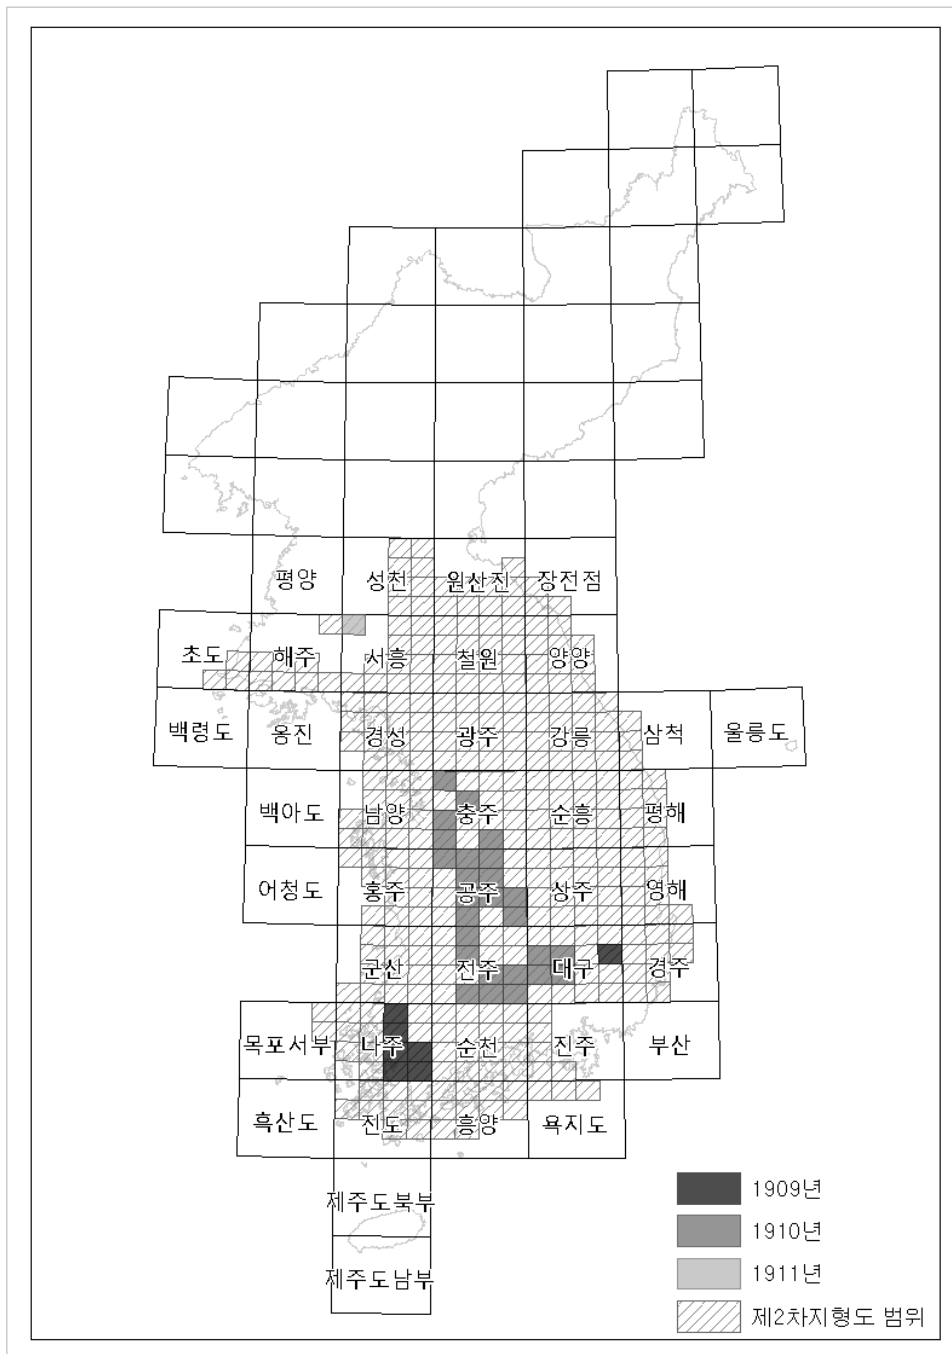 평양 성천 원산진 장전점
초도 해주 서흥 철원 양양
백령도 옹진 경성 광주 강릉 삼척 울릉도
백아도 남양 충주 순흥 평해
어청도 홍주 공주 상주 영해
군산 전주 대구 경주
목포서부 나주 순천 진주 부산
흑산도 진도 흥양 욕지도
제주도북부
제주도남부
1909년
1910년
1911년
제2차지형도 범위